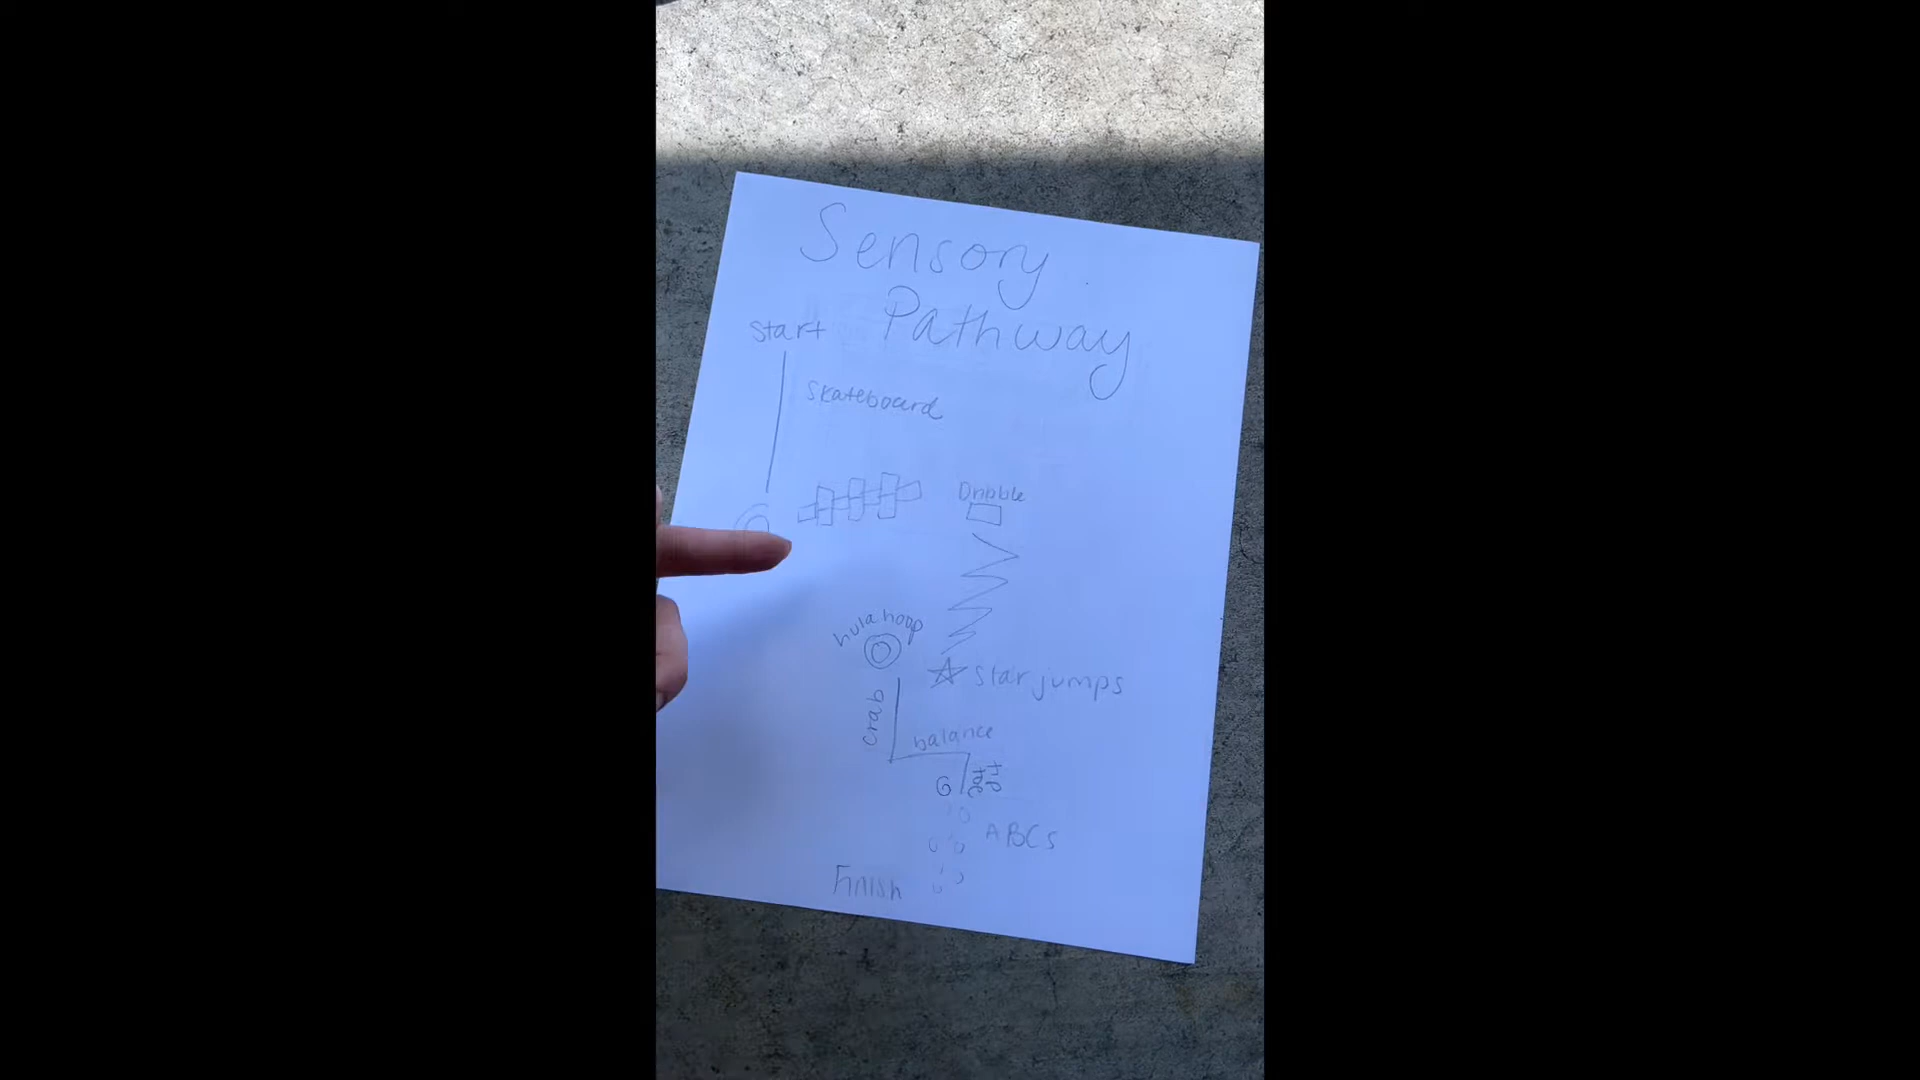 Sensory
Pathway
Start
Skateboard
Dribble
hula hoop
Star jumps
crab
balance
ABCs
Finish